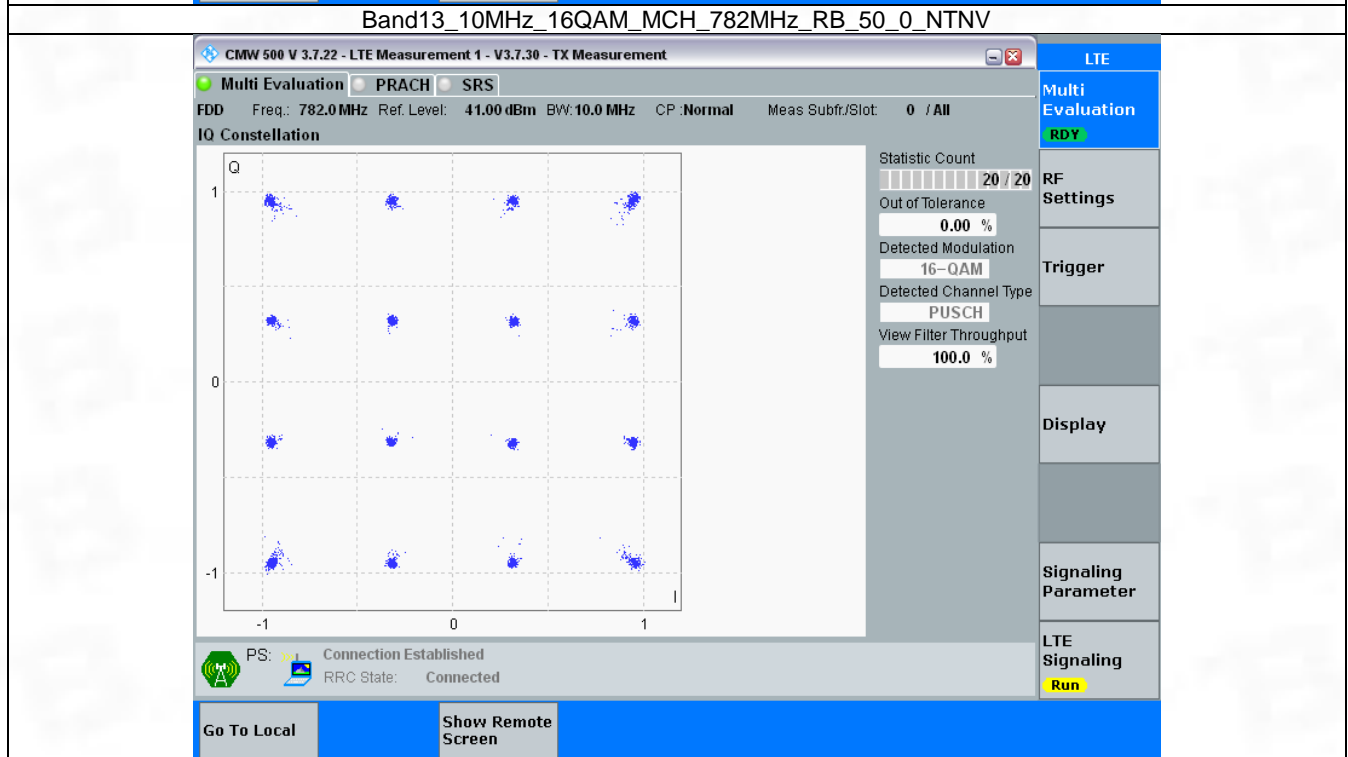 Band13_10MHz_16QAM_MCH_782MHz_RB_50_0_NTNV
CMW 500 V 3.7.22 - LTE Measurement 1 - V3.7.30 - TX Measurement
LTE
Multi Evaluation PRACH SRS
FDD Freq.: 782.0 MHz Ref. Level: 41.00 dBm BW: 10.0 MHz CP :Normal Meas Subfr./Slot: 0 / All
IQ Constellation
Q
1
0
-1
I
-1 0 1
Statistic Count
20 / 20
Out of Tolerance
0.00 %
Detected Modulation
16-QAM
Detected Channel Type
PUSCH
View Filter Throughput
100.0 %
Multi
Evaluation
RDY
RF
Settings
Trigger
Display
Signaling
Parameter
LTE
Signaling
Run
PS: Connection Established
RRC State: Connected
Go To Local
Show Remote
Screen